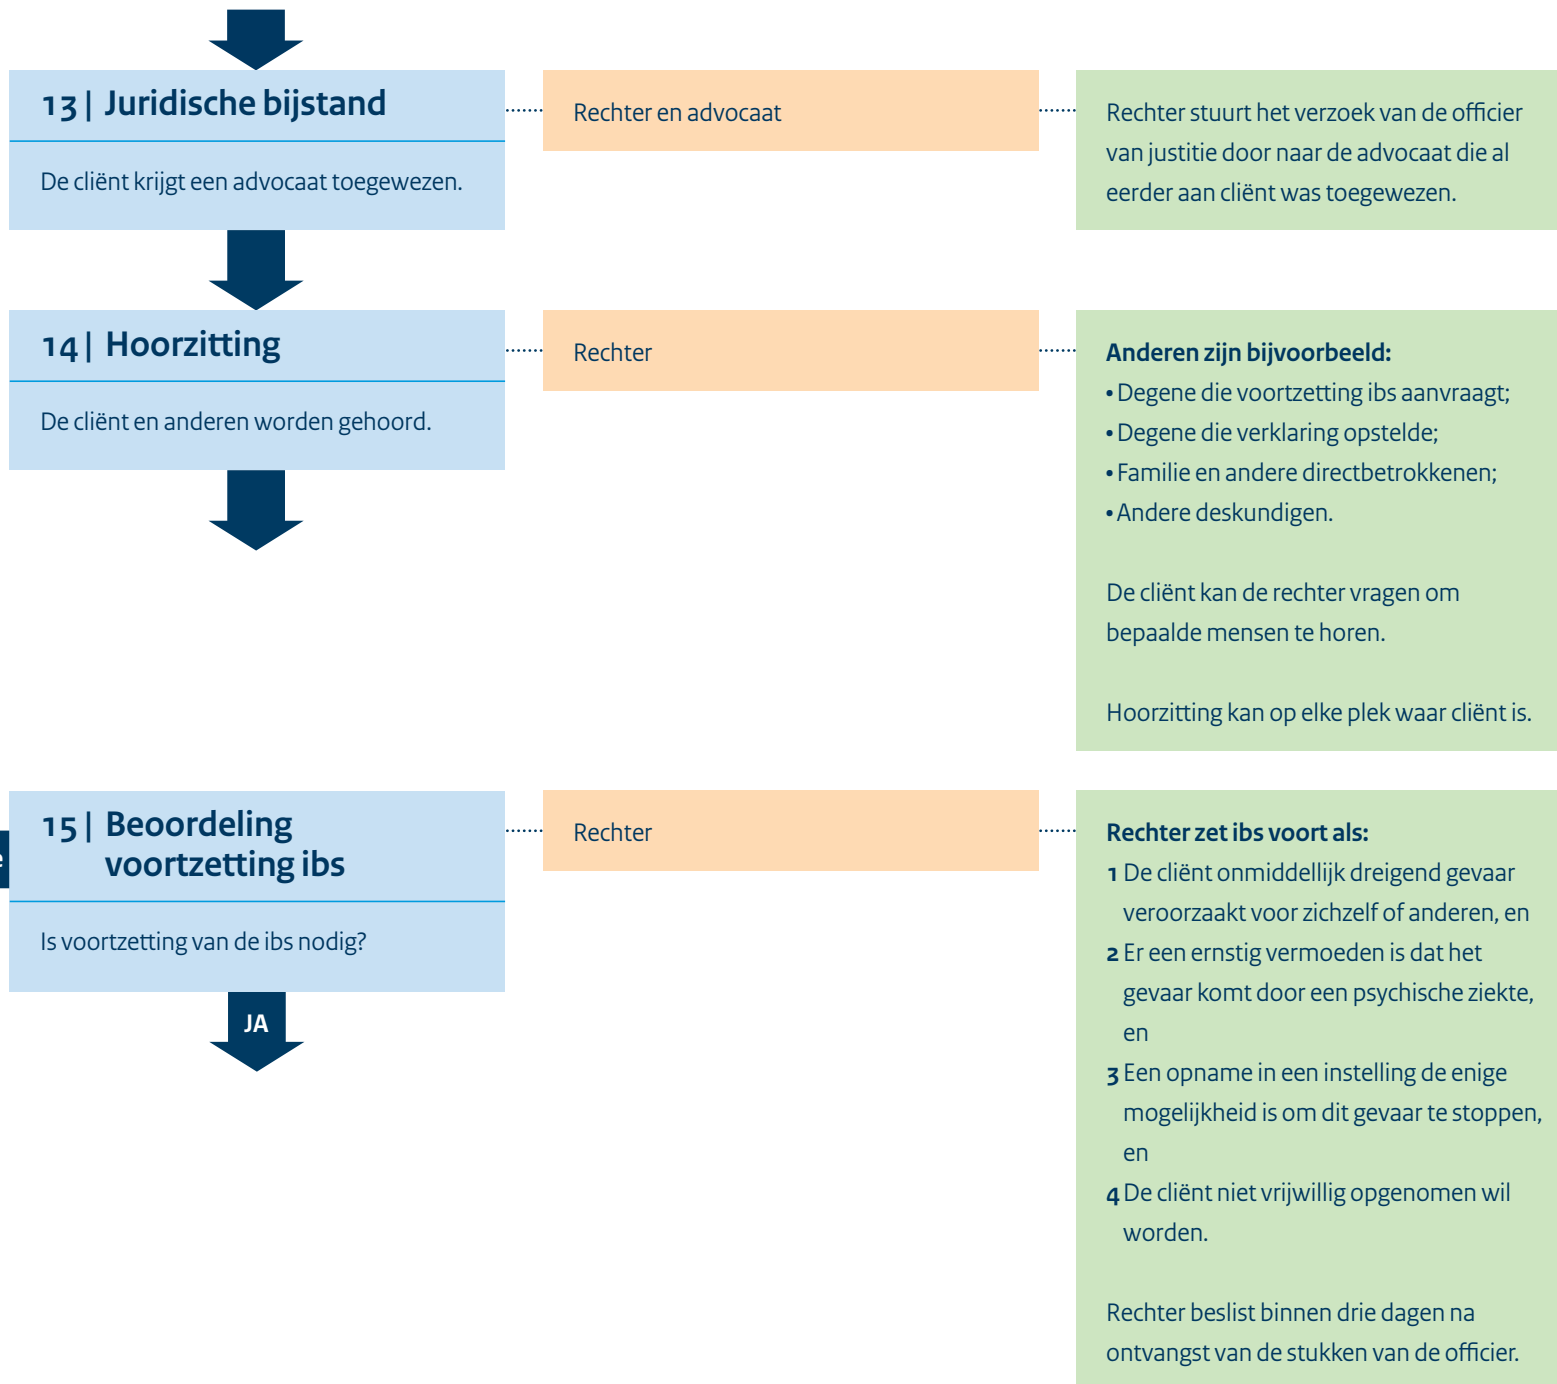 13 | Juridische bijstand
De cliënt krijgt een advocaat toegewezen.
Rechter en advocaat
Rechter stuurt het verzoek van de officier
van justitie door naar de advocaat die al
eerder aan cliënt was toegewezen.
14 | Hoorzitting
De cliënt en anderen worden gehoord.
Rechter
Anderen zijn bijvoorbeeld:
• Degene die voortzetting ibs aanvraagt;
• Degene die verklaring opstelde;
• Familie en andere directbetrokkenen;
• Andere deskundigen.
De cliënt kan de rechter vragen om
bepaalde mensen te horen.
Hoorzitting kan op elke plek waar cliënt is.
15 | Beoordeling
voortzetting ibs
Is voortzetting van de ibs nodig?
JA
Rechter
Rechter zet ibs voort als:
1 De cliënt onmiddellijk dreigend gevaar
veroorzaakt voor zichzelf of anderen, en
2 Er een ernstig vermoeden is dat het
gevaar komt door een psychische ziekte,
en
3 Een opname in een instelling de enige
mogelijkheid is om dit gevaar te stoppen,
en
4 De cliënt niet vrijwillig opgenomen wil
worden.
Rechter beslist binnen drie dagen na
ontvangst van de stukken van de officier.